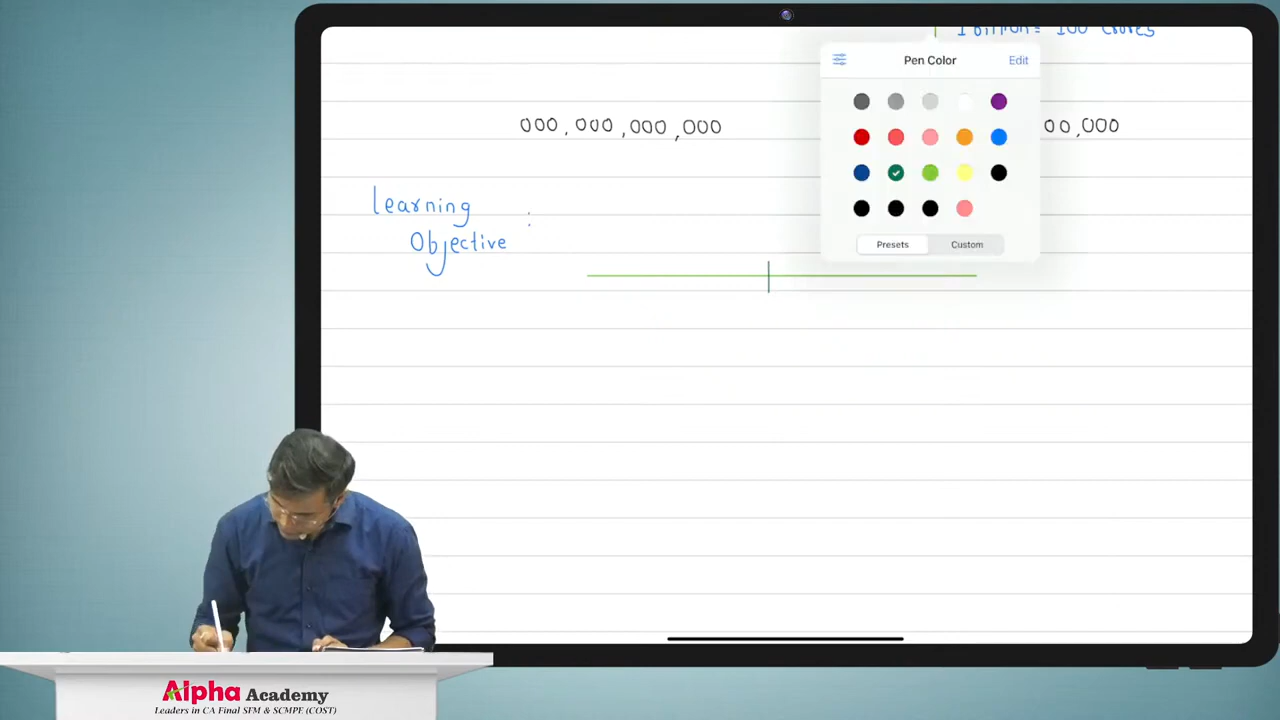 1 billion = 100 Crores
Pen Color
Edit
000,000,000,000
00,000
Learning
Objective :
Presets
Custom
Alpha Academy
Leaders in CA Final SFM & SCMPE (COST)